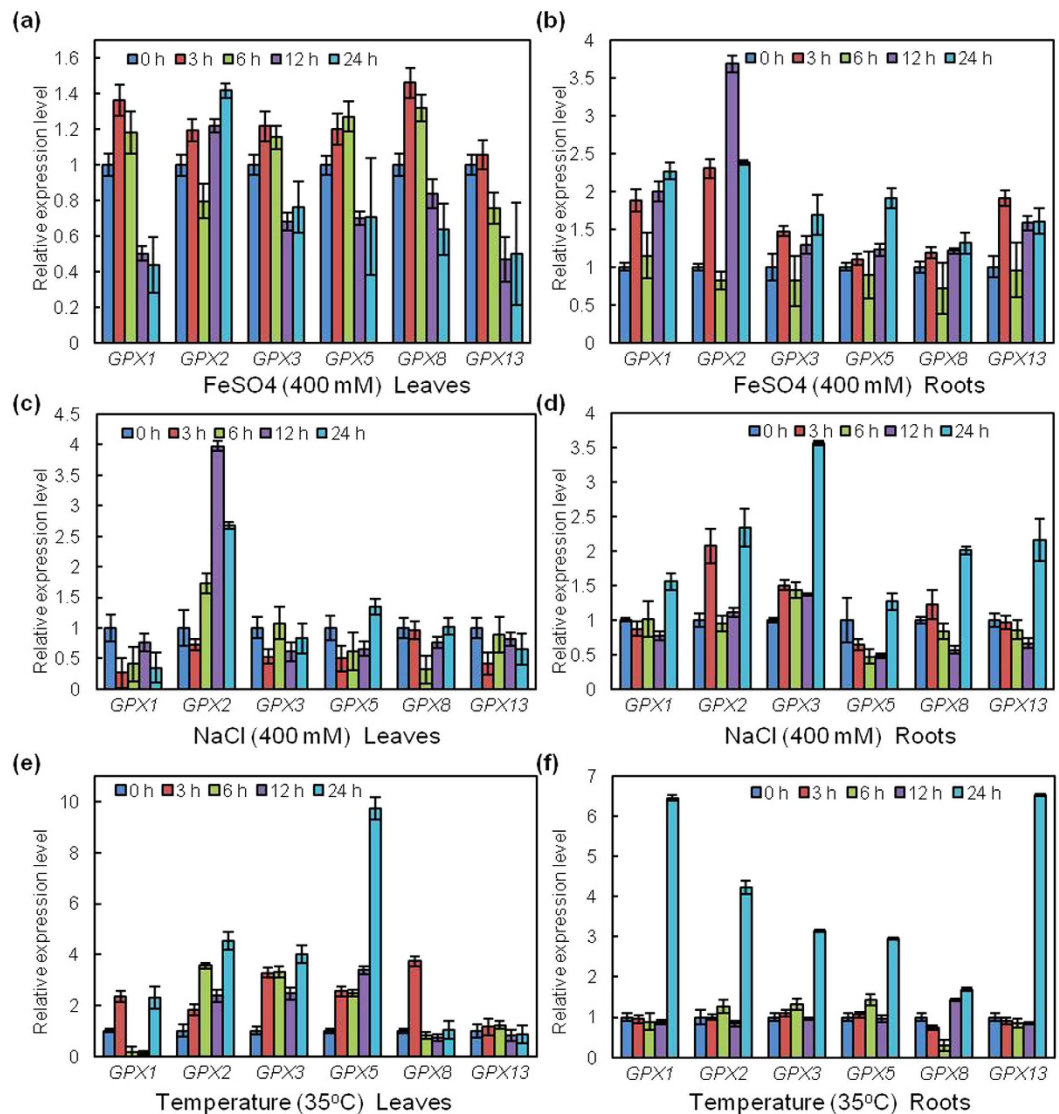 (a)
0 h 3 h 6 h 12 h 24 h
Relative expression level
1.6
1.4
1.2
1
0.8
0.6
0.4
0.2
0
GPX1 GPX2 GPX3 GPX5 GPX8 GPX13
FeSO4 (400 mM) Leaves
(b)
0 h 3 h 6 h 12 h 24 h
Relative expression level
4
3.5
3
2.5
2
1.5
1
0.5
0
GPX1 GPX2 GPX3 GPX5 GPX8 GPX13
FeSO4 (400 mM) Roots
(c)
0 h 3 h 6 h 12 h 24 h
Relative expression level
4.5
4
3.5
3
2.5
2
1.5
1
0.5
0
GPX1 GPX2 GPX3 GPX5 GPX8 GPX13
NaCl (400 mM) Leaves
(d)
0 h 3 h 6 h 12 h 24 h
Relative expression level
4
3.5
3
2.5
2
1.5
1
0.5
0
GPX1 GPX2 GPX3 GPX5 GPX8 GPX13
NaCl (400 mM) Roots
(e)
0 h 3 h 6 h 12 h 24 h
Relative expression level
10
8
6
4
2
0
GPX1 GPX2 GPX3 GPX5 GPX8 GPX13
Temperature (35⁰C) Leaves
(f)
0 h 3 h 6 h 12 h 24 h
Relative expression level
7
6
5
4
3
2
1
0
GPX1 GPX2 GPX3 GPX5 GPX8 GPX13
Temperature (35⁰C) Roots